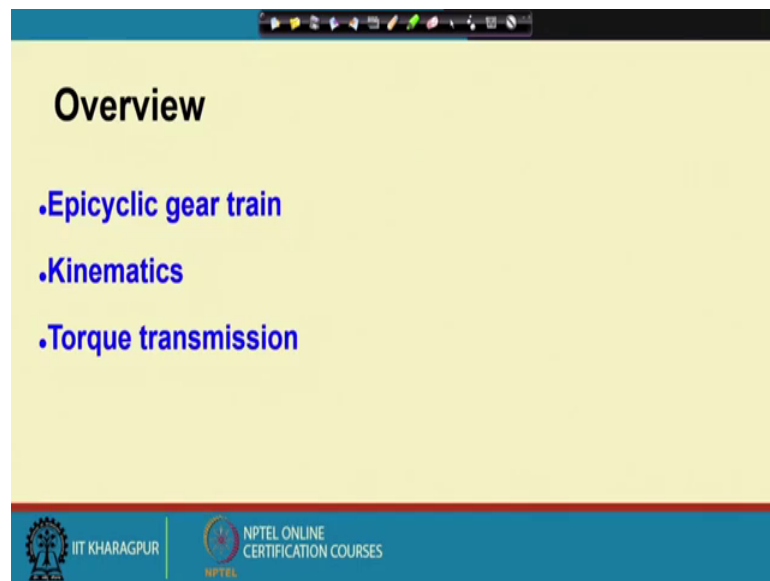 Overview
•Epicyclic gear train
•Kinematics
•Torque transmission
IIT KHARAGPUR
NPTEL
NPTEL ONLINE
CERTIFICATION COURSES